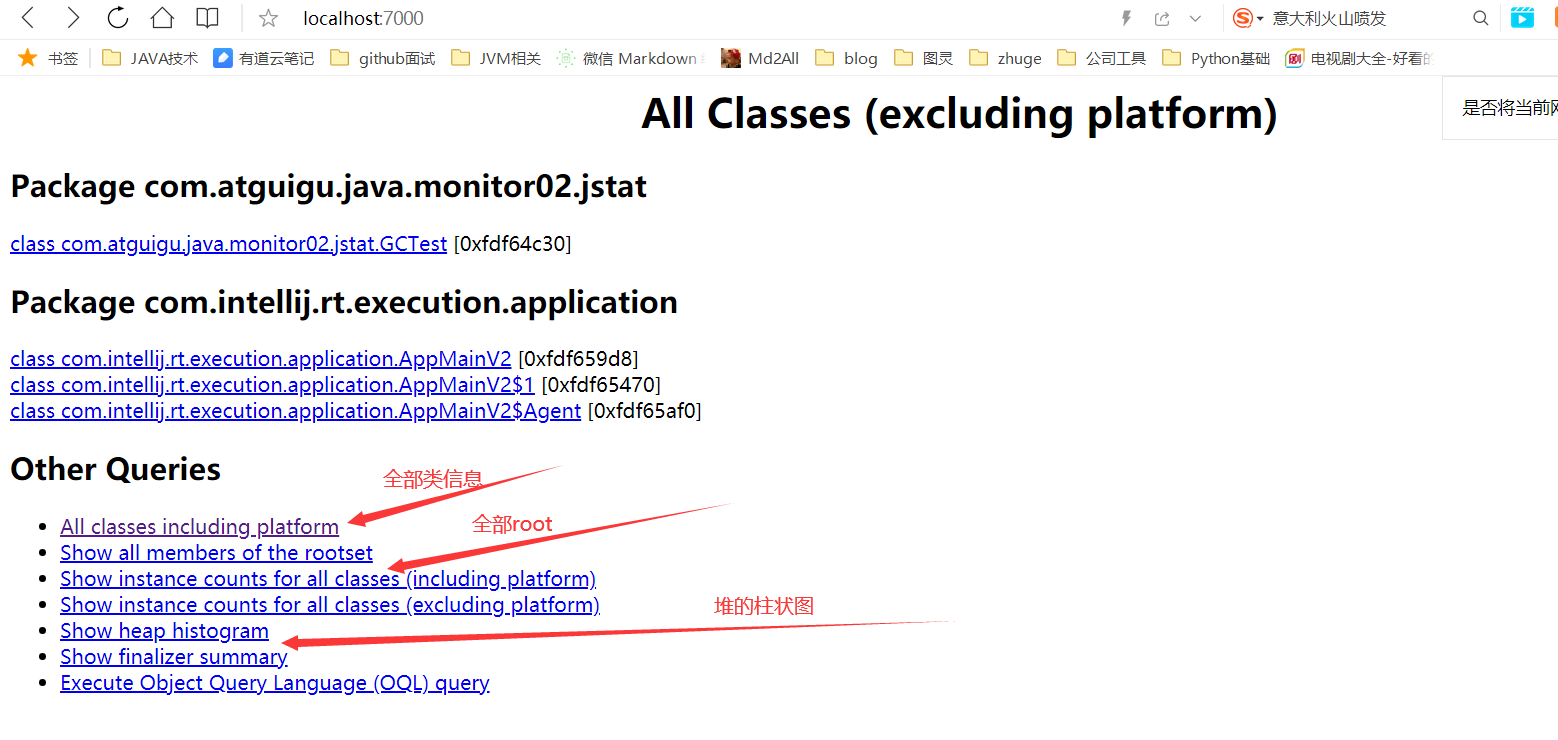 localhost:7000
意大利火山喷发
书签 JAVA技术 有道云笔记 github面试 JVM相关 微信 Markdown Md2All blog 图灵 zhuge 公司工具 Python基础 电视剧大全-好看的
All Classes (excluding platform)
是否将当前网
Package com.atguigu.java.monitor02.jstat
class com.atguigu.java.monitor02.jstat.GCTest [0xfdf64c30]
Package com.intellij.rt.execution.application
class com.intellij.rt.execution.application.AppMainV2 [0xfdf659d8]
class com.intellij.rt.execution.application.AppMainV2$1 [0xfdf65470]
class com.intellij.rt.execution.application.AppMainV2$Agent [0xfdf65af0]
Other Queries
全部类信息
All classes including platform
全部root
Show all members of the rootset
Show instance counts for all classes (including platform)
Show instance counts for all classes (excluding platform)
堆的柱状图
Show heap histogram
Show finalizer summary
Execute Object Query Language (OQL) query